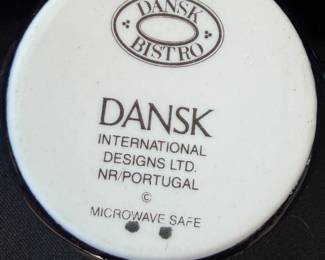 DANSK
BISTRO
DANSK
INTERNATIONAL
DESIGNS LTD.
NR/PORTUGAL
©
MICROWAVE SAFE